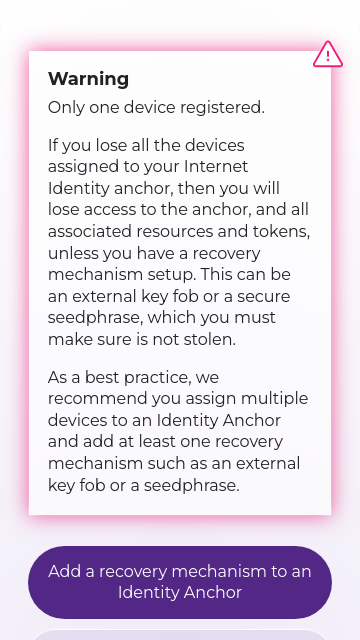 Warning
Only one device registered.
If you lose all the devices
assigned to your Internet
Identity anchor, then you will
lose access to the anchor, and all
associated resources and tokens,
unless you have a recovery
mechanism setup. This can be
an external key fob or a secure
seedphrase, which you must
make sure is not stolen.
As a best practice, we
recommend you assign multiple
devices to an Identity Anchor
and add at least one recovery
mechanism such as an external
key fob or a seedphrase.
Add a recovery mechanism to an
Identity Anchor